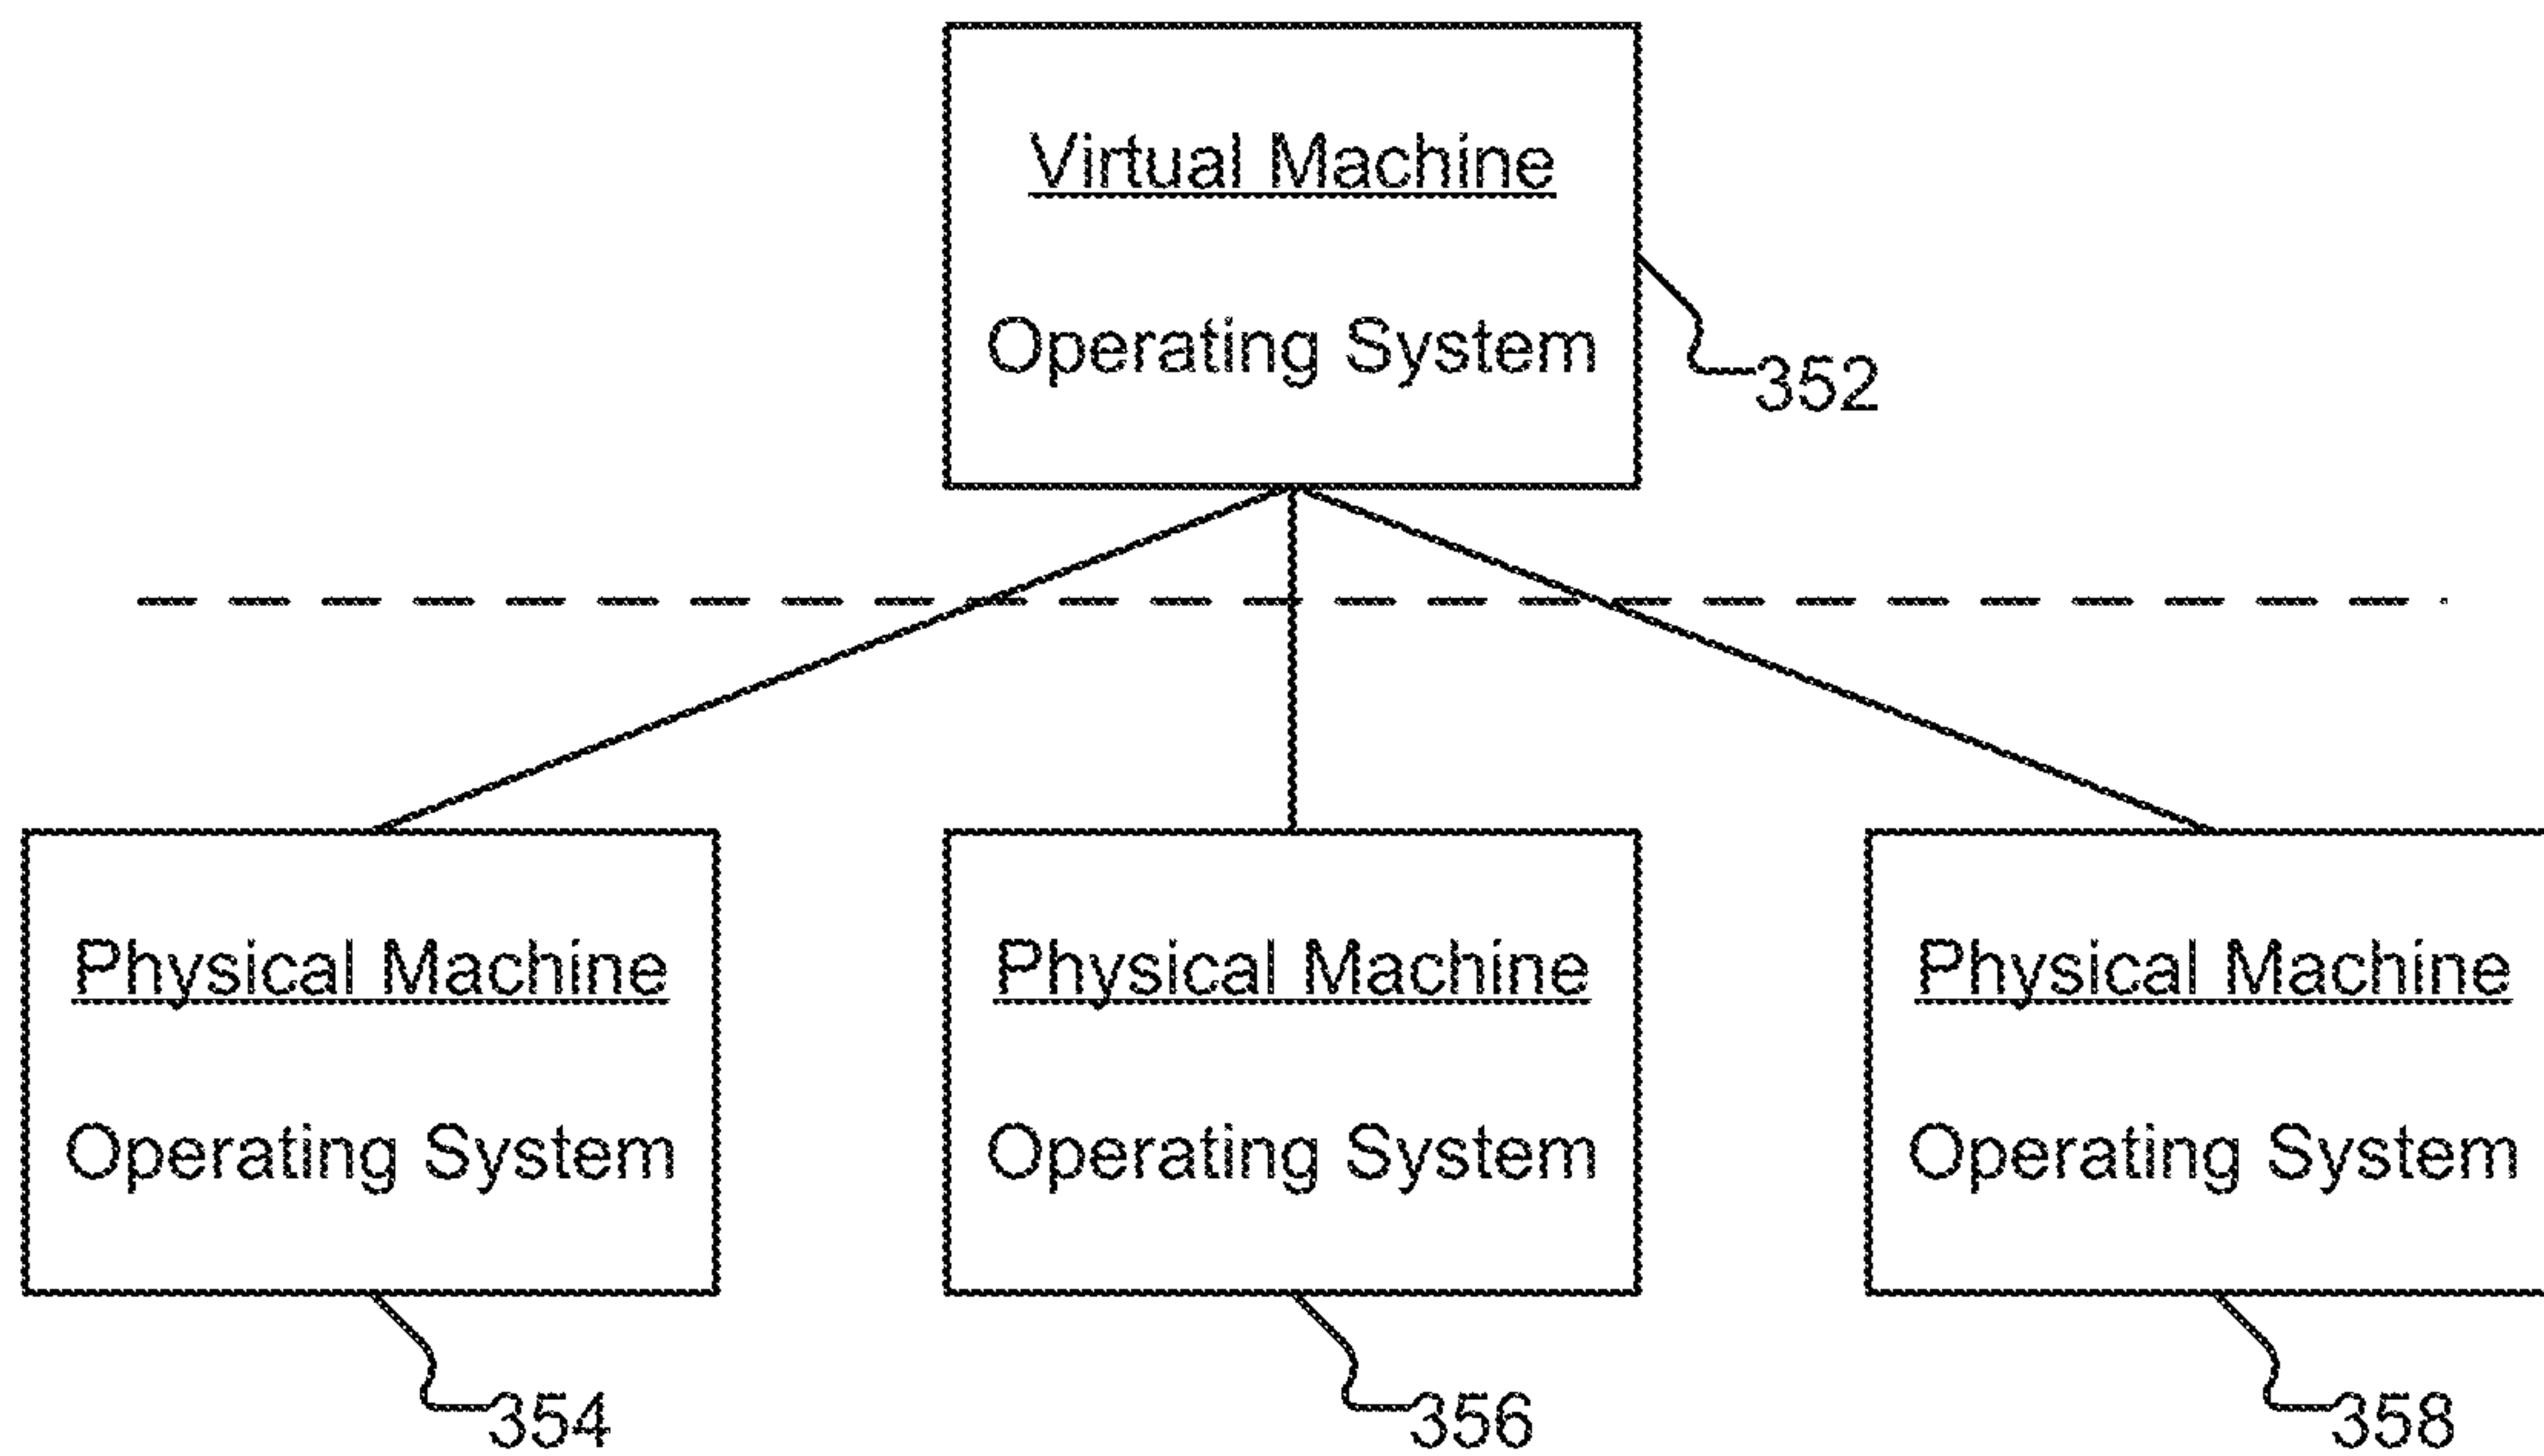 Virtual Machine
Operating System
352
Physical Machine
Operating System
354
Physical Machine
Operating System
356
Physical Machine
Operating System
358